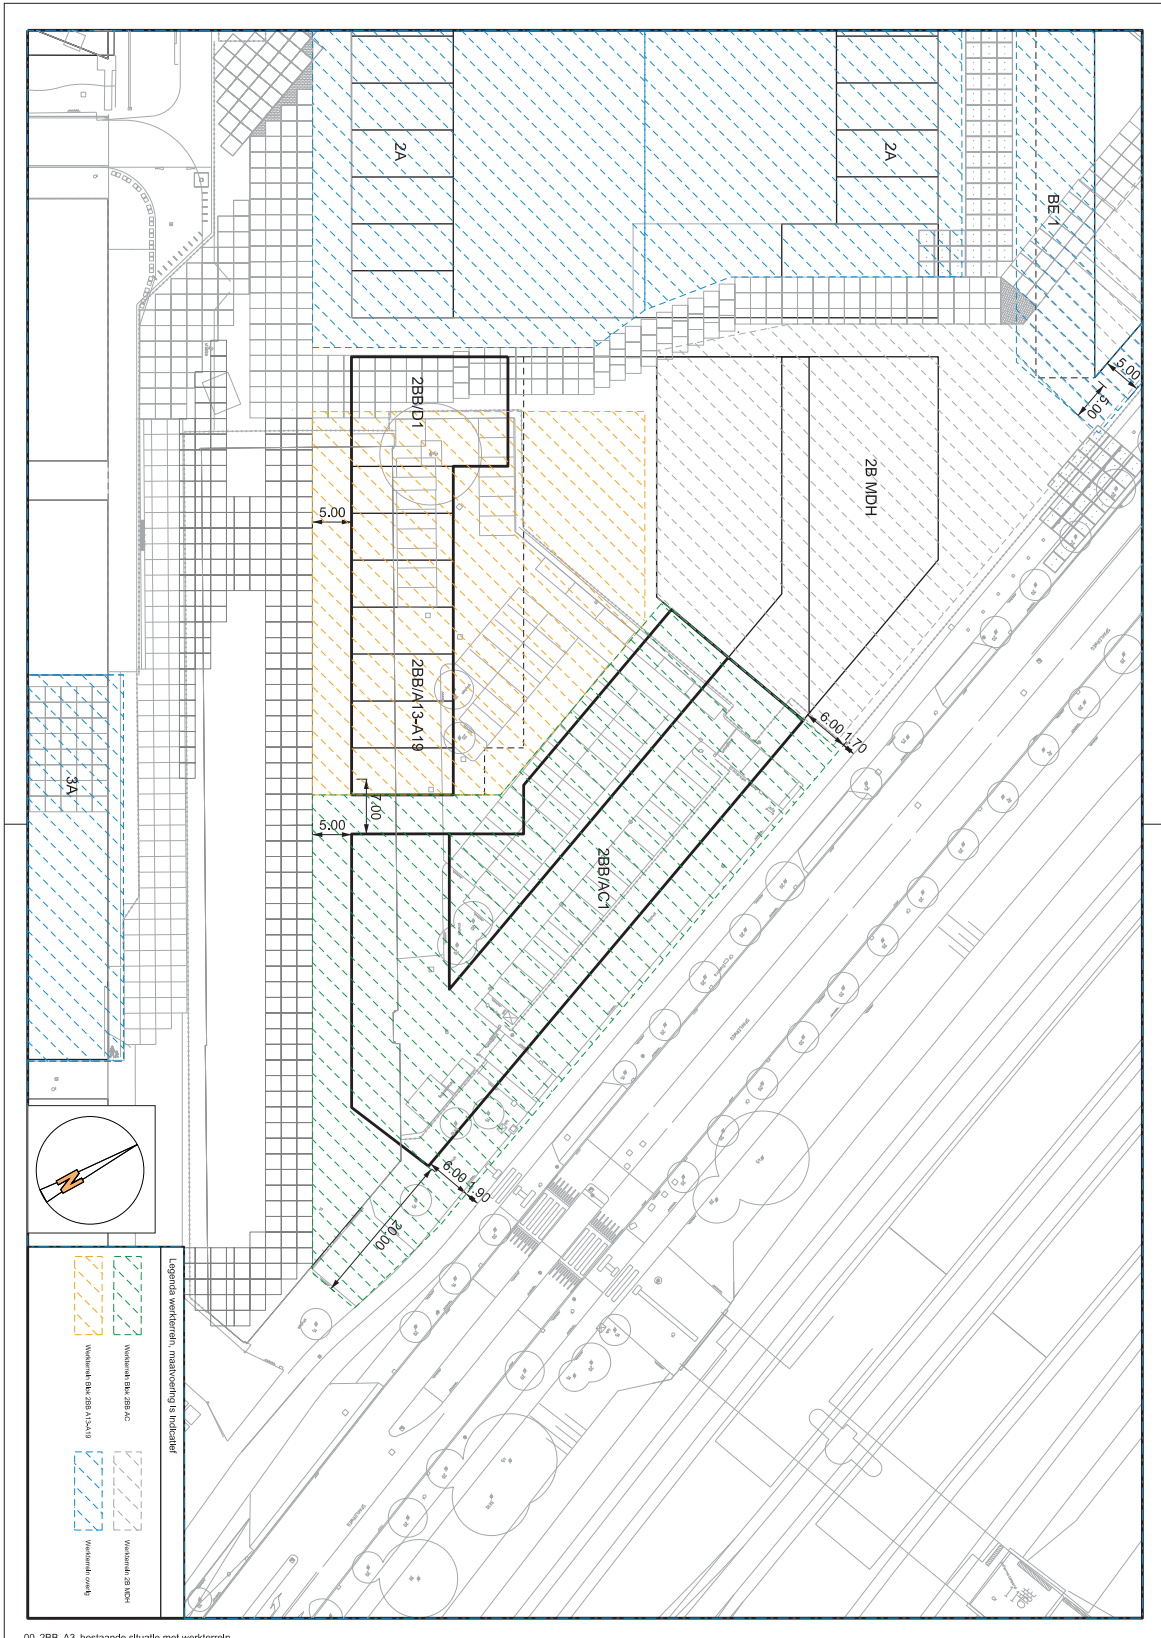 2A
2A
BE 1
5.00
5.00
2BB/D1
2B MDH
5.00
2BB/A13-A19
6.00
1.70
7.00
3A
5.00
2BB/AC1
6.00
1.90
20.00
N
Legenda werkterrein, maatvoering is indicatief
Werkterrein Blok 2BB AC
Werkterrein 2B MDH
Werkterrein Blok 2BB A13-A19
Werkterrein overig
00_2BB_A3_bestaande situatie met werkterrein